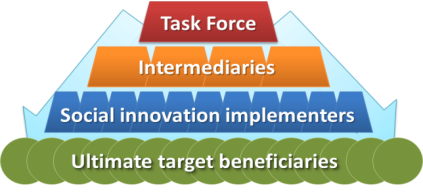 Task Force
Intermediaries
Social innovation implementers
Ultimate target beneficiaries